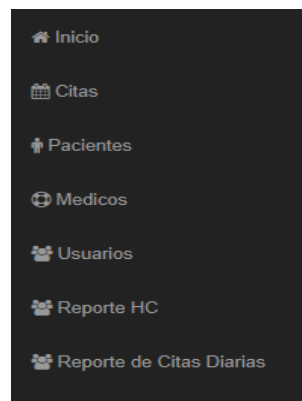 Inicio
Citas
Pacientes
Medicos
Usuarios
Reporte HC
Reporte de Citas Diarias